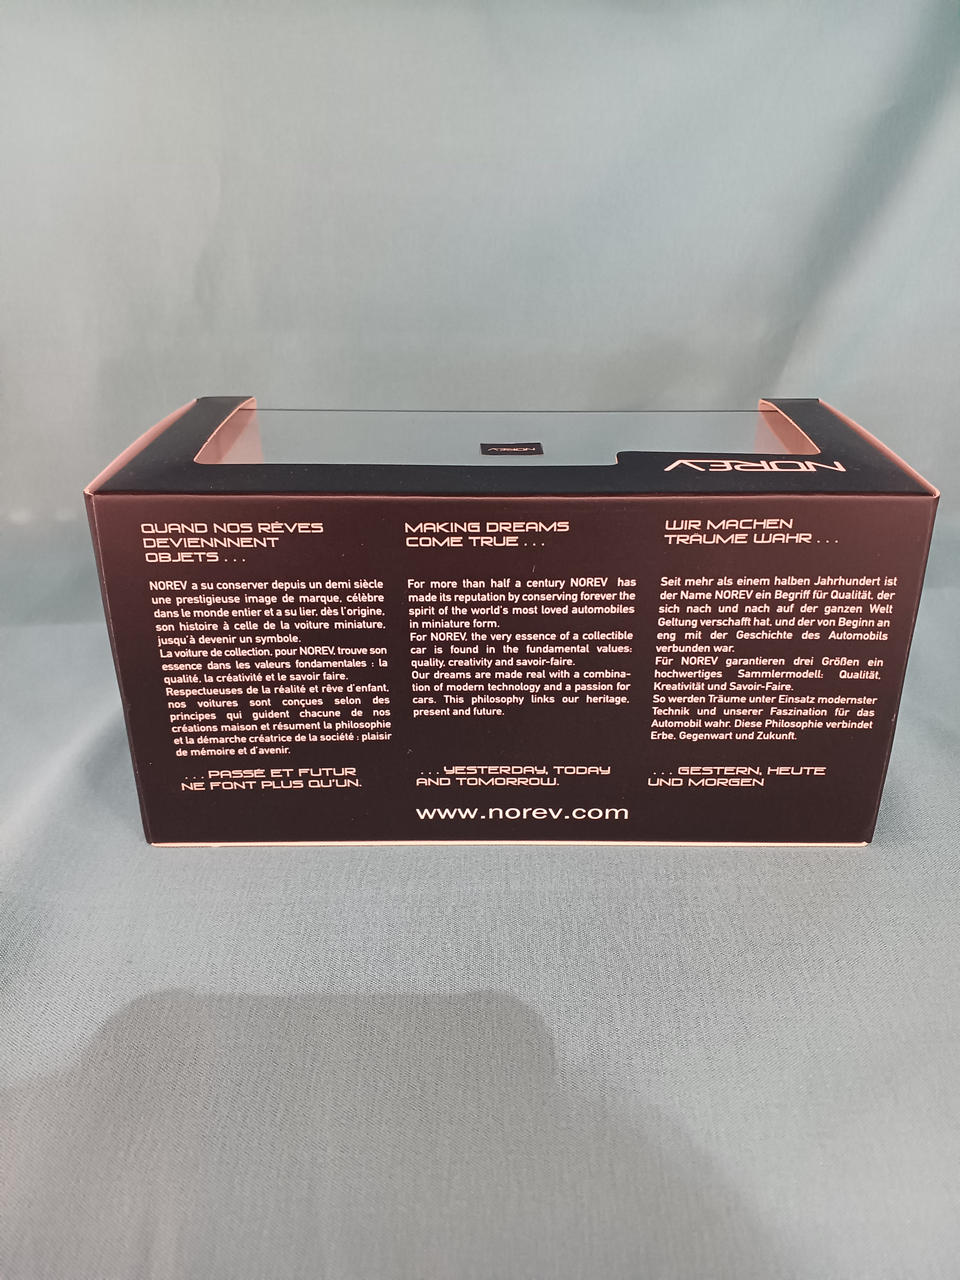 NOREV
NOREV
QUAND NOS RÊVES
DEVIENNNENT
OBJETS ...
NOREV a su conserver depuis un demi siècle
une prestigieuse image de marque, célèbre
dans le monde entier et a su lier, dès l'origine,
son histoire à celle de la voiture miniature,
jusqu'à devenir un symbole.
La voiture de collection, pour NOREV, trouve son
essence dans les valeurs fondamentales : la
qualité, la créativité et le savoir faire.
Respectueuses de la réalité et rêve d'enfant,
nos voitures sont conçues selon des
principes qui guident chacune de nos
créations maison et résument la philosophie
et la démarche créatrice de la société : plaisir
de mémoire et d'avenir.
... PASSÉ ET FUTUR
NE FONT PLUS QU'UN.
MAKING DREAMS
COME TRUE ...
For more than half a century NOREV has
made its reputation by conserving forever the
spirit of the world's most loved automobiles
in miniature form.
For NOREV, the very essence of a collectible
car is found in the fundamental values:
quality, creativity and savoir-faire.
Our dreams are made real with a combina-
tion of modern technology and a passion for
cars. This philosophy links our heritage,
present and future.
... YESTERDAY, TODAY
AND TOMORROW.
WIR MACHEN
TRÄUME WAHR ...
Seit mehr als einem halben Jahrhundert ist
der Name NOREV ein Begriff für Qualität, der
sich nach und nach auf der ganzen Welt
Geltung verschafft hat, und der von Beginn an
eng mit der Geschichte des Automobils
verbunden war.
Für NOREV garantieren drei Größen ein
hochwertiges Sammlermodell: Qualität,
Kreativität und Savoir-Faire.
So werden Träume unter Einsatz modernster
Technik und unserer Faszination für das
Automobil wahr. Diese Philosophie verbindet
Erbe, Gegenwart und Zukunft.
... GESTERN, HEUTE
UND MORGEN
www.norev.com